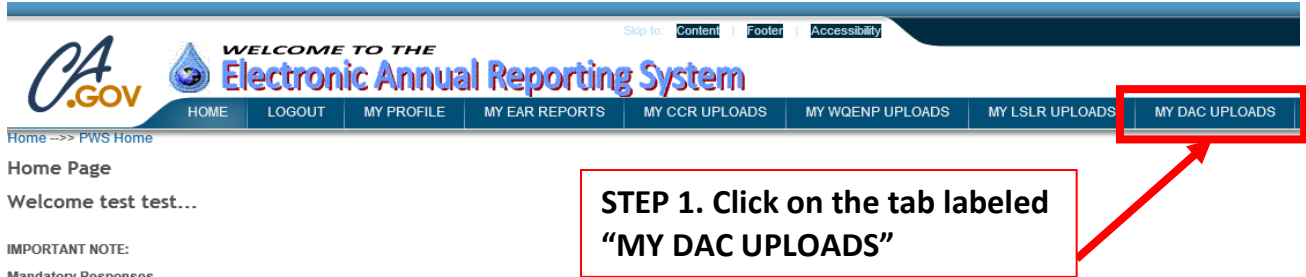 Skip to: Content | Footer | Accessibility
CA
.GOV
WELCOME TO THE
Electronic Annual Reporting System
HOME LOGOUT MY PROFILE MY EAR REPORTS MY CCR UPLOADS MY WQENP UPLOADS MY LSLR UPLOADS MY DAC UPLOADS
Home -->> PWS Home
Home Page
Welcome test test...
STEP 1. Click on the tab labeled
“MY DAC UPLOADS”
IMPORTANT NOTE:
Mandatory Responses